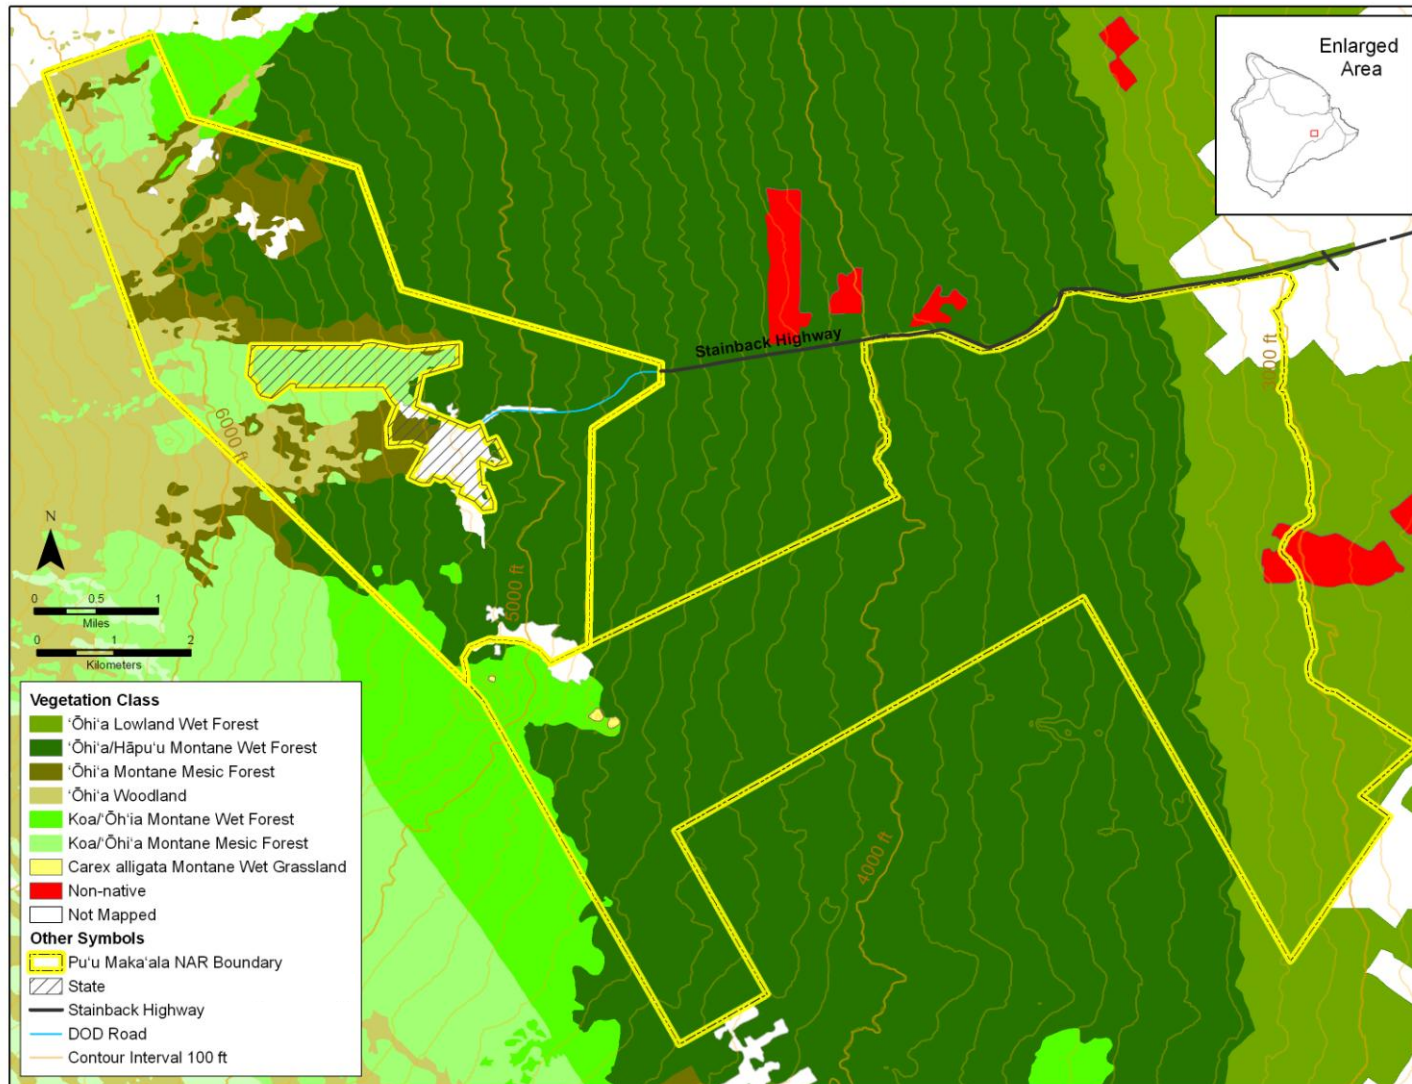 Enlarged
Area
Stainback Highway
3000 ft
6000 ft
5000 ft
4000 ft
N
0 0.5 1
Miles
0 1 2
Kilometers
Vegetation Class
ʻŌhiʻa Lowland Wet Forest
ʻŌhiʻa/Hāpuʻu Montane Wet Forest
ʻŌhiʻa Montane Mesic Forest
ʻŌhiʻa Woodland
Koa/ʻŌhʻia Montane Wet Forest
Koa/ʻŌhiʻa Montane Mesic Forest
Carex alligata Montane Wet Grassland
Non-native
Not Mapped
Other Symbols
Puʻu Makaʻala NAR Boundary
State
Stainback Highway
DOD Road
Contour Interval 100 ft